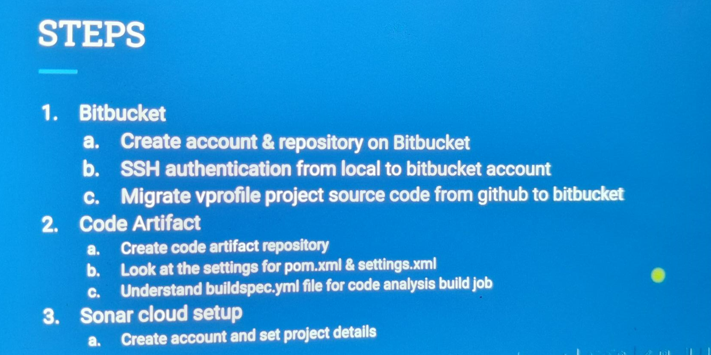 STEPS
1. Bitbucket
a. Create account & repository on Bitbucket
b. SSH authentication from local to bitbucket account
c. Migrate vprofile project source code from github to bitbucket
2. Code Artifact
a. Create code artifact repository
b. Look at the settings for pom.xml & settings.xml
c. Understand buildspec.yml file for code analysis build job
3. Sonar cloud setup
a. Create account and set project details